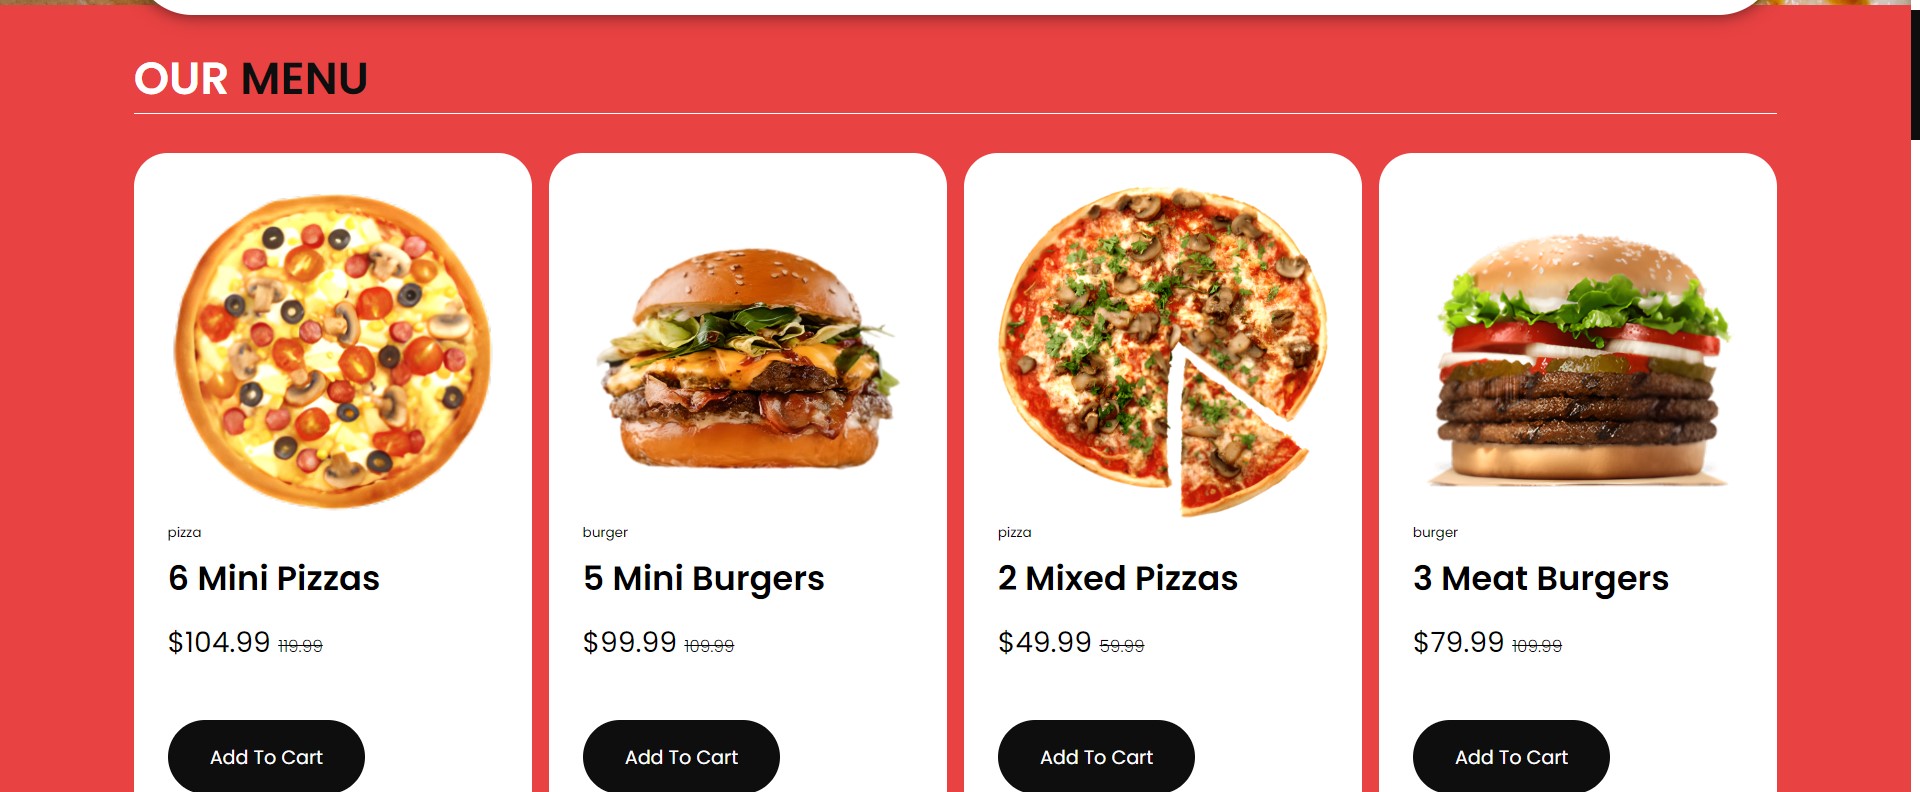 OUR MENU
pizza
6 Mini Pizzas
$104.99 119.99
Add To Cart
burger
5 Mini Burgers
$99.99 109.99
Add To Cart
pizza
2 Mixed Pizzas
$49.99 59.99
Add To Cart
burger
3 Meat Burgers
$79.99 109.99
Add To Cart